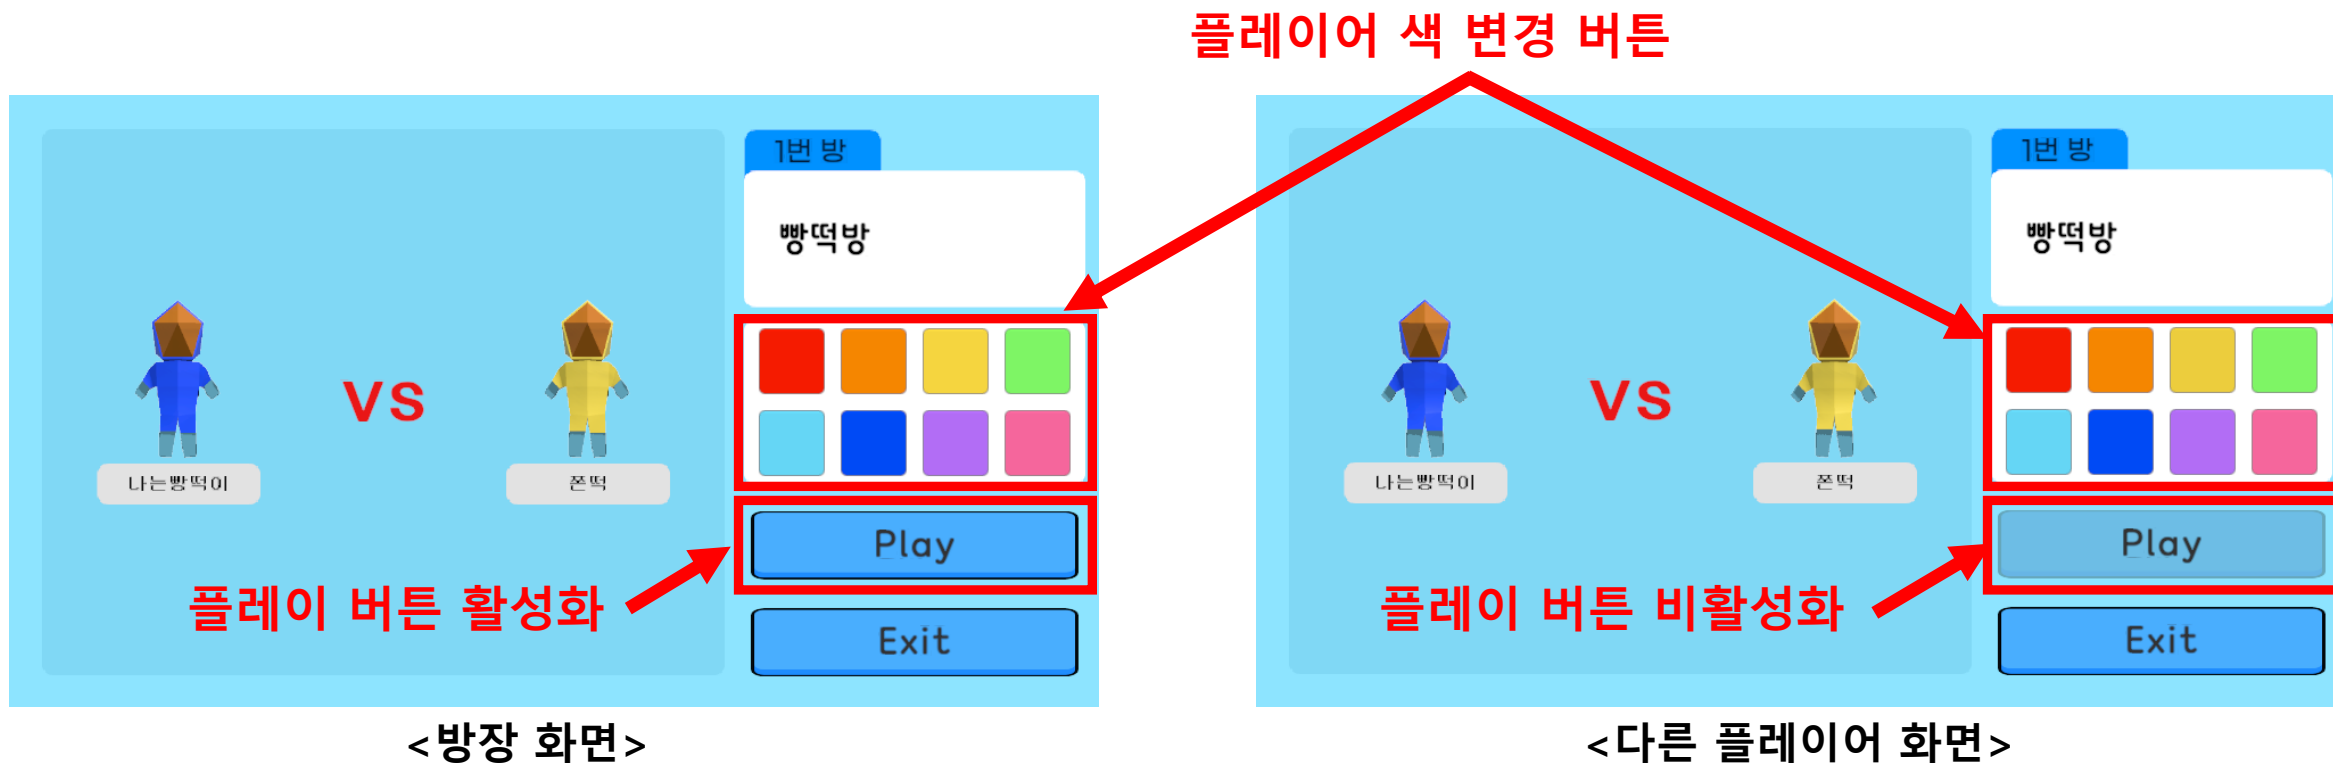 플레이어 색 변경 버튼
1번 방
빵떡방
VS
나는빵떡이
쫀떡
Play
플레이 버튼 활성화
Exit
<방장 화면>
1번 방
빵떡방
VS
나는빵떡이
쫀떡
Play
플레이 버튼 비활성화
Exit
<다른 플레이어 화면>